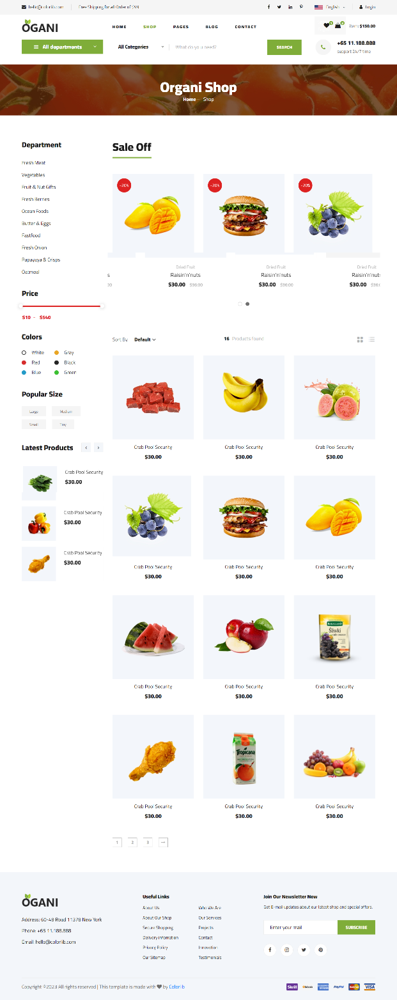 hello@colorlib.com
Free Shipping for all Order of $99
English
Login
OGANI
HOME
SHOP
PAGES
BLOG
CONTACT
item: $150.00
All departments
All Categories
What do yo u need?
SEARCH
+65 11.188.888
support 24/7 time
Organi Shop
Home
Shop
Department
Fresh Meat
Vegetables
Fruit & Nut Gifts
Fresh Berries
Ocean Foods
Butter & Eggs
Fastfood
Fresh Onion
Papayaya & Crisps
Oatmeal
Price
$10 - $540
Colors
White
Gray
Red
Black
Blue
Green
Popular Size
Large
Medium
Small
Tiny
Latest Products
Crab Pool Security
$30.00
Crab Pool Security
$30.00
Crab Pool Security
$30.00
Sale Off
-20%
-20%
-20%
Dried Fruit
Dried Fruit
Dried Fruit
s
Raisin'n'nuts
Raisin'n'nuts
Raisin'n'nuts
$30.00 $36.00
$30.00 $36.00
$30.00
Sort By
Default
16 Products found
Crab Pool Security
Crab Pool Security
Crab Pool Security
$30.00
$30.00
$30.00
Crab Pool Security
Crab Pool Security
Crab Pool Security
$30.00
$30.00
$30.00
BAKALLAND
Śliwki
Crab Pool Security
Crab Pool Security
Crab Pool Security
$30.00
$30.00
$30.00
Tropicana
Crab Pool Security
Crab Pool Security
Crab Pool Security
$30.00
$30.00
$30.00
1
2
3
OGANI
Address: 60-49 Road 11378 New York
Phone: +65 11.188.888
Email: hello@colorlib.com
Useful Links
About Us
About Our Shop
Secure Shopping
Delivery infomation
Privacy Policy
Our Sitemap
Who We Are
Our Services
Projects
Contact
Innovation
Testimonials
Join Our Newsletter Now
Get E-mail updates about our latest shop and special offers.
Enter your mail
SUBSCRIBE
Copyright ©2023 All rights reserved | This template is made with by Colorlib
Skrill
PayPal
VISA